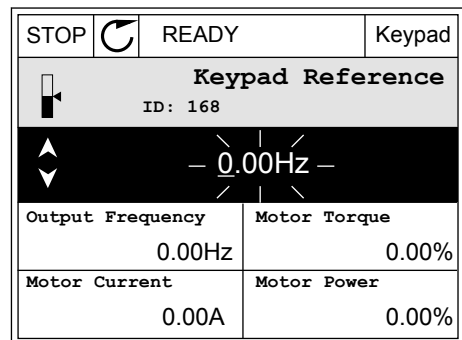 STOP READY Keypad
Keypad Reference
ID: 168
0.00Hz
Output Frequency Motor Torque
0.00Hz 0.00%
Motor Current Motor Power
0.00A 0.00%